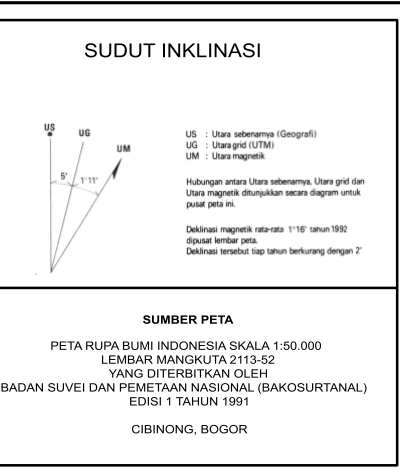 SUDUT INKLINASI
US
UG
UM
5'
1°11'
US : Utara sebenarnya (Geografi)
UG : Utara grid (UTM)
UM : Utara magnetik
Hubungan antara Utara sebenarnya, Utara grid dan
Utara magnetik ditunjukkan secara diagram untuk
pusat peta ini.
Deklinasi magnetik rata-rata 1°16' tahun 1992
dipusat lembar peta.
Deklinasi tersebut tiap tahun berkurang dengan 2'
SUMBER PETA
PETA RUPA BUMI INDONESIA SKALA 1:50.000
LEMBAR MANGKUTA 2113-52
YANG DITERBITKAN OLEH
BADAN SUVEI DAN PEMETAAN NASIONAL (BAKOSURTANAL)
EDISI 1 TAHUN 1991
CIBINONG, BOGOR